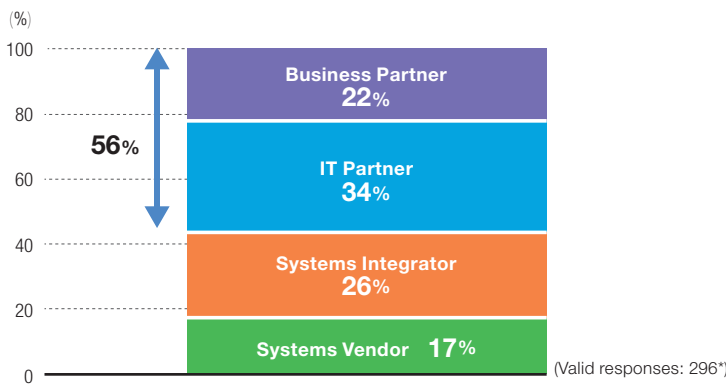 (%)
100
80
60
40
20
0
56%
Business Partner
22%
IT Partner
34%
Systems Integrator
26%
Systems Vendor 17%
(Valid responses: 296*)